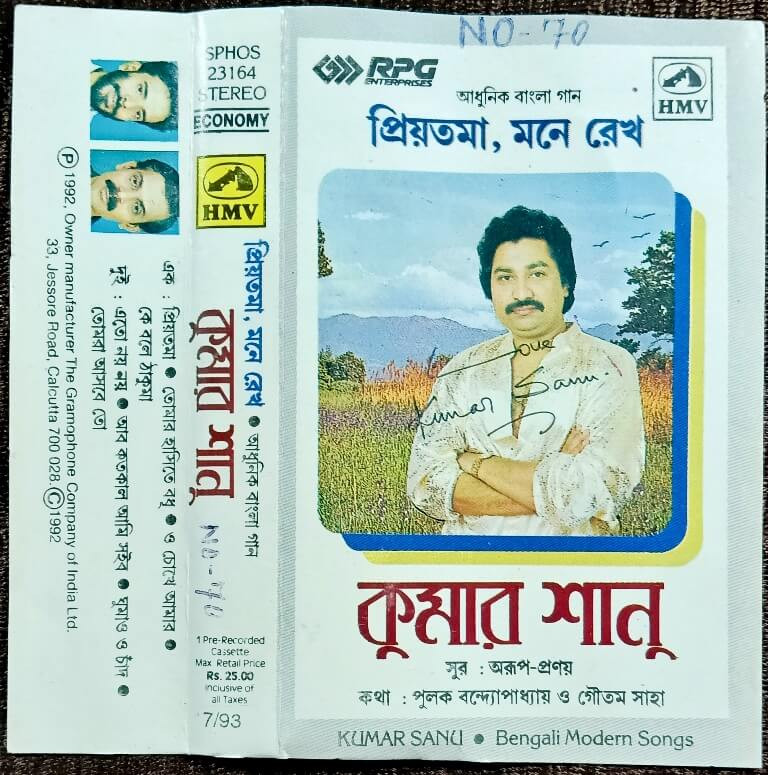 NO-70
RPG
ENTERPRISES
HMV
আধুনিক বাংলা গান
প্রিয়তমা, মনে রেখ
Love
Kumar Sanu.
কুমার শানু
সুর : অরূপ-প্রণয়
কথা : পুলক বন্দ্যোপাধ্যায় ও গৌতম সাহা
KUMAR SANU ● Bengali Modern Songs
SPHOS
23164
STEREO
ECONOMY
HMV
প্রিয়তমা, মনে রেখ ● আধুনিক বাংলা গান
কুমার শানু
NO-70
1 Pre-Recorded
Cassette
Max. Retail Price
Rs. 25.00
inclusive of
all Taxes
7/93
এক : প্রিয়তমা ● তোমার হাসিতে বধু ● ও চোখে আমার ●
কে বলে ঠাকুমা
দুই : এতো নয় নয় ● আর কতকাল আমি সইব ● ঘুমাও ও চাঁদ ●
তোমরা আসবে তো
Ⓟ 1992, Owner manufacturer The Gramophone Company of India Ltd.
33, Jessore Road, Calcutta 700 028. Ⓒ 1992